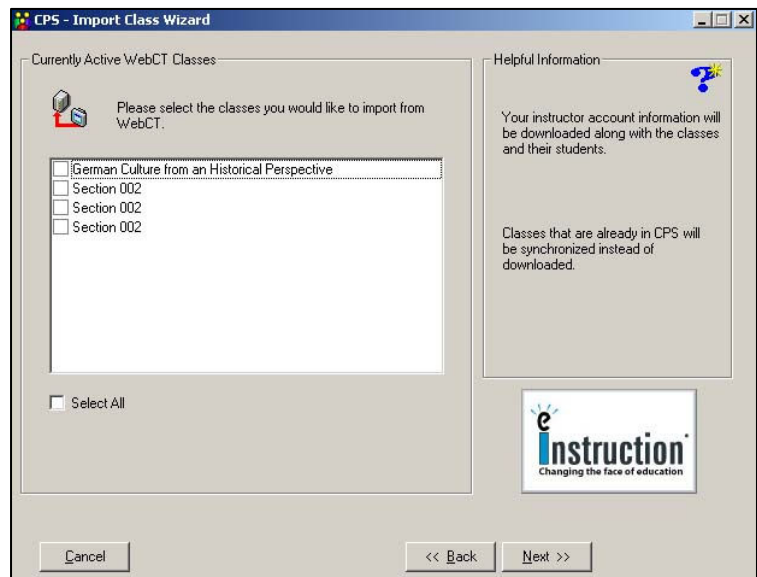 CPS - Import Class Wizard
Currently Active WebCT Classes
Please select the classes you would like to import from
WebCT.
German Culture from an Historical Perspective
Section 002
Section 002
Section 002
Select All
Helpful Information
Your instructor account information will
be downloaded along with the classes
and their students.
Classes that are already in CPS will
be synchronized instead of
downloaded.
eInstruction
Changing the face of education
Cancel
<< Back
Next >>